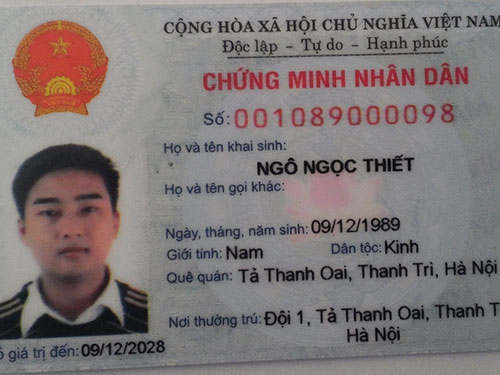 CỘNG HÒA XÃ HỘI CHỦ NGHĨA VIỆT NAM
Độc lập - Tự do - Hạnh phúc
CHỨNG MINH NHÂN DÂN
Số: 001089000098
Họ và tên khai sinh:
NGÔ NGỌC THIẾT
Họ và tên gọi khác:
Ngày, tháng, năm sinh: 09/12/1989
Giới tính: Nam Dân tộc: Kinh
Quê quán: Tả Thanh Oai, Thanh Trì, Hà Nội
Nơi thường trú: Đội 1, Tả Thanh Oai, Thanh T
Hà Nội
giá trị đến: 09/12/2028